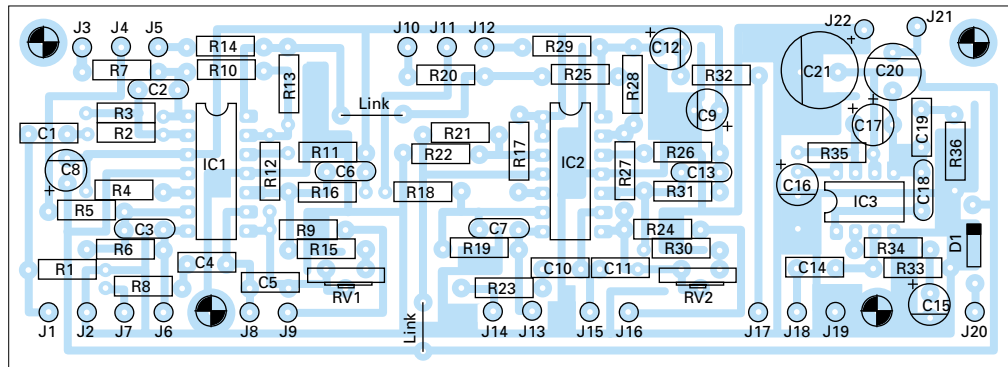 J3 J4 J5 J10 J11 J12 J22 J21
R14 R29 C12
R7 R10 R13 R20 R25 R28 R32 C21 C20
C2 Link C9
R3 + C17 C19
C1 R2 R21 R36
IC1 R11 R22 R17 IC2 R26 R35
C8 R12 C6 R27 C13
R4 R16 R18 R31 C16 C18
R5 IC3
C3 R9 C7 R24
R6 R15 R19 R30 R34 D1
R1 C4 C10 C11 C14 R33
R8 C5 RV1 R23 RV2
C15
J1 J2 J7 J6 J8 J9 Link J14 J13 J15 J16 J17 J18 J19 J20